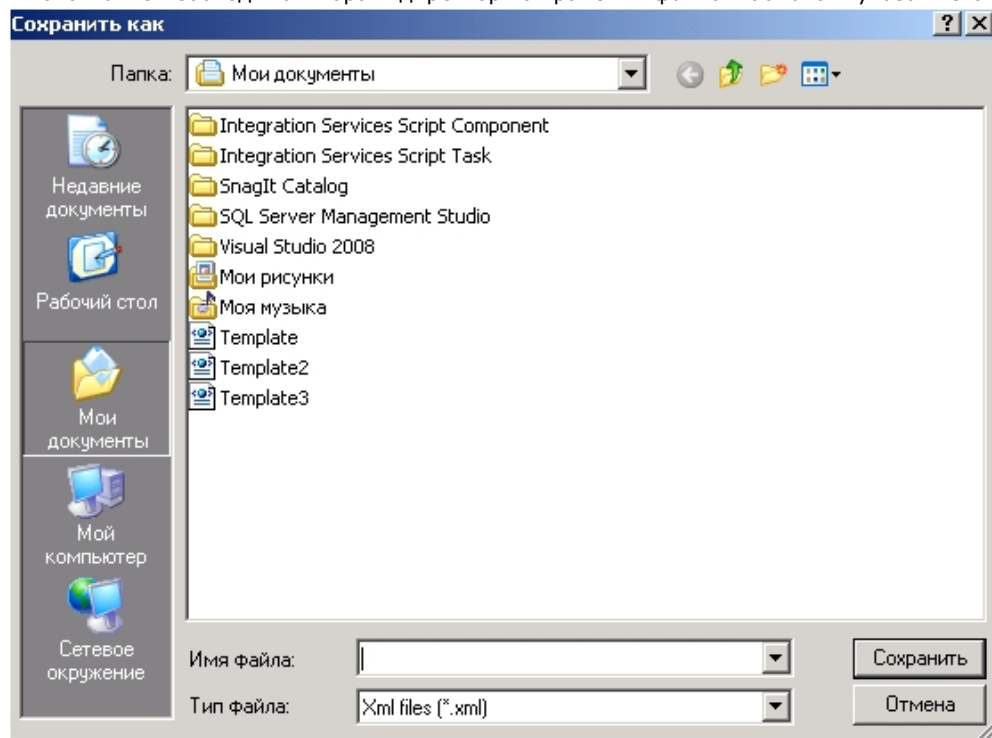 Сохранить как
Папка:
Мои документы
Недавние документы
Рабочий стол
Мои документы
Мой компьютер
Сетевое окружение
Integration Services Script Component
Integration Services Script Task
SnagIt Catalog
SQL Server Management Studio
Visual Studio 2008
Мои рисунки
Моя музыка
Template
Template2
Template3
Имя файла:
Сохранить
Тип файла:
Xml files (*.xml)
Отмена